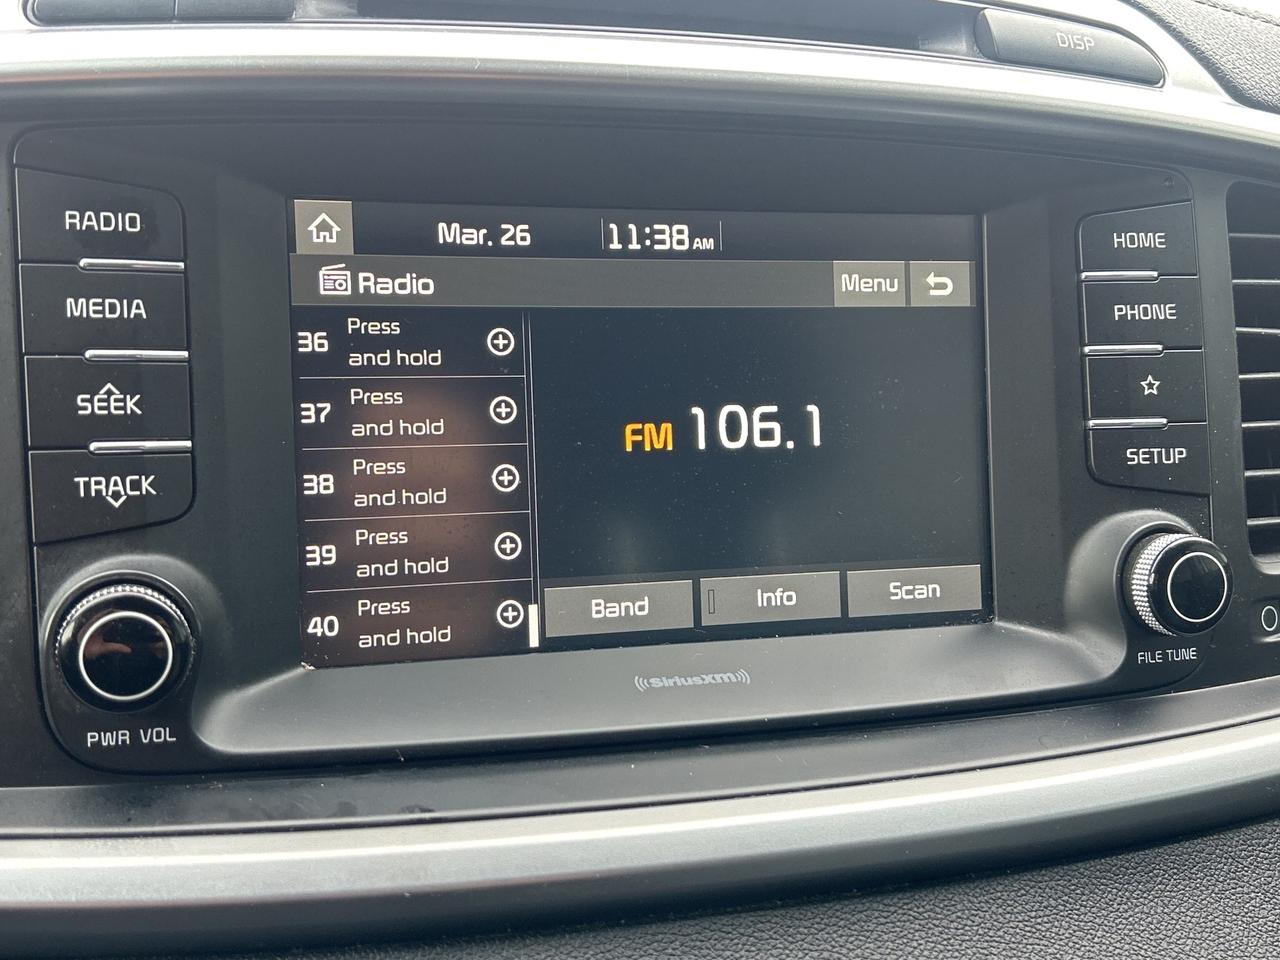 DISP
RADIO
MEDIA
SEEK
TRACK
PWR VOL
Mar. 26 11:38 AM
Radio
Menu
36 Press
and hold
37 Press
and hold
38 Press
and hold
39 Press
and hold
40 Press
and hold
FM 106.1
Band Info Scan
((siriusxm))
HOME
PHONE
SETUP
FILE TUNE